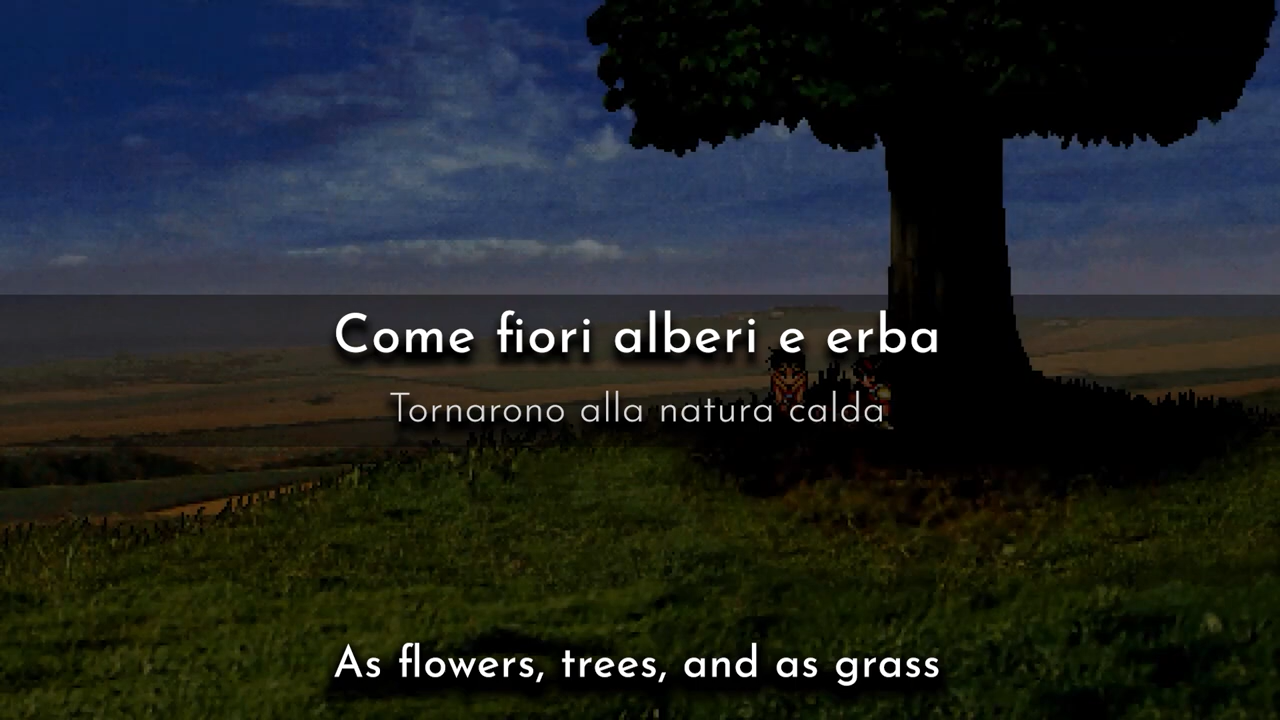 Come fiori alberi e erba
Tornarono alla natura calda
As flowers, trees, and as grass